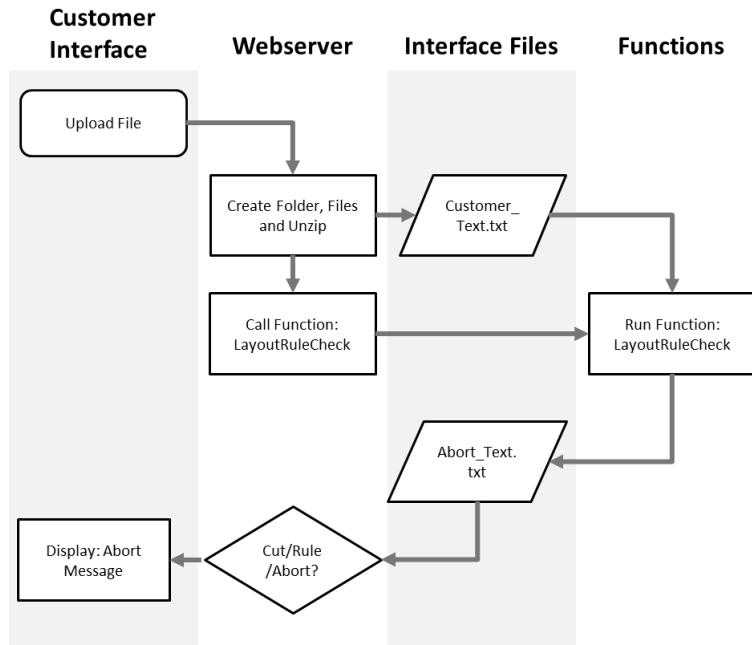 Customer
Interface
Webserver
Interface Files
Functions
Upload File
Create Folder, Files
and Unzip
Customer_
Text.txt
Call Function:
LayoutRuleCheck
Run Function:
LayoutRuleCheck
Abort_Text.
txt
Display: Abort
Message
Cut/Rule
/Abort?